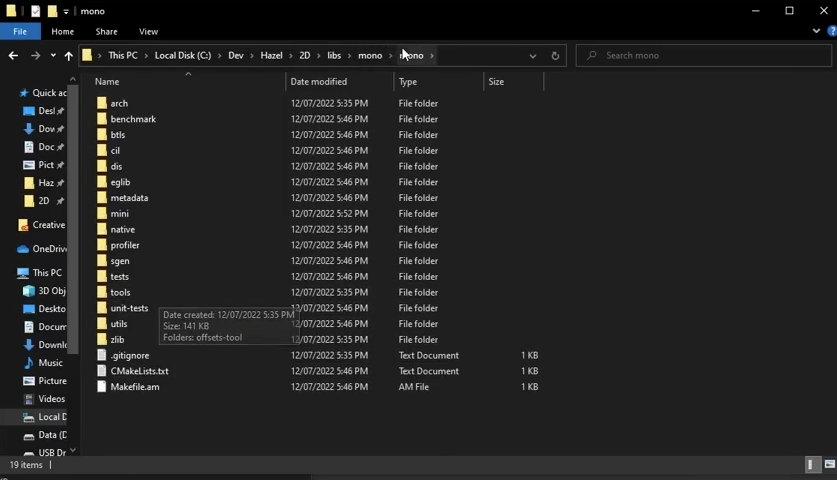 mono
File Home Share View
This PC Local Disk (C:) Dev Hazel 2D libs mono mono Search mono
Name Date modified Type Size
arch 12/07/2022 5:35 PM File folder
benchmark 12/07/2022 5:46 PM File folder
btls 12/07/2022 5:46 PM File folder
cil 12/07/2022 5:46 PM File folder
dis 12/07/2022 5:46 PM File folder
eglib 12/07/2022 5:46 PM File folder
metadata 12/07/2022 5:46 PM File folder
mini 12/07/2022 5:52 PM File folder
native 12/07/2022 5:35 PM File folder
profiler 12/07/2022 5:46 PM File folder
sgen 12/07/2022 5:46 PM File folder
tests 12/07/2022 5:46 PM File folder
tools 12/07/2022 5:35 PM File folder
unit-tests 12/07/2022 5:46 PM File folder
utils 12/07/2022 5:46 PM File folder
zlib 12/07/2022 5:35 PM File folder
.gitignore 12/07/2022 5:35 PM Text Document 1 KB
CMakeLists.txt 12/07/2022 5:46 PM Text Document 1 KB
Makefile.am 12/07/2022 5:46 PM AM File 1 KB
Date created: 12/07/2022 5:35 PM
Size: 141 KB
Folders: offsets-tool
Quick ac
Desl
Dov
Doc
Pict
Haz
2D
Creative
OneDrive
This PC
3D Obj
Deskto
Docum
Downlo
Music
Picture
Videos
Local D
Data (D
USB Dr
19 items